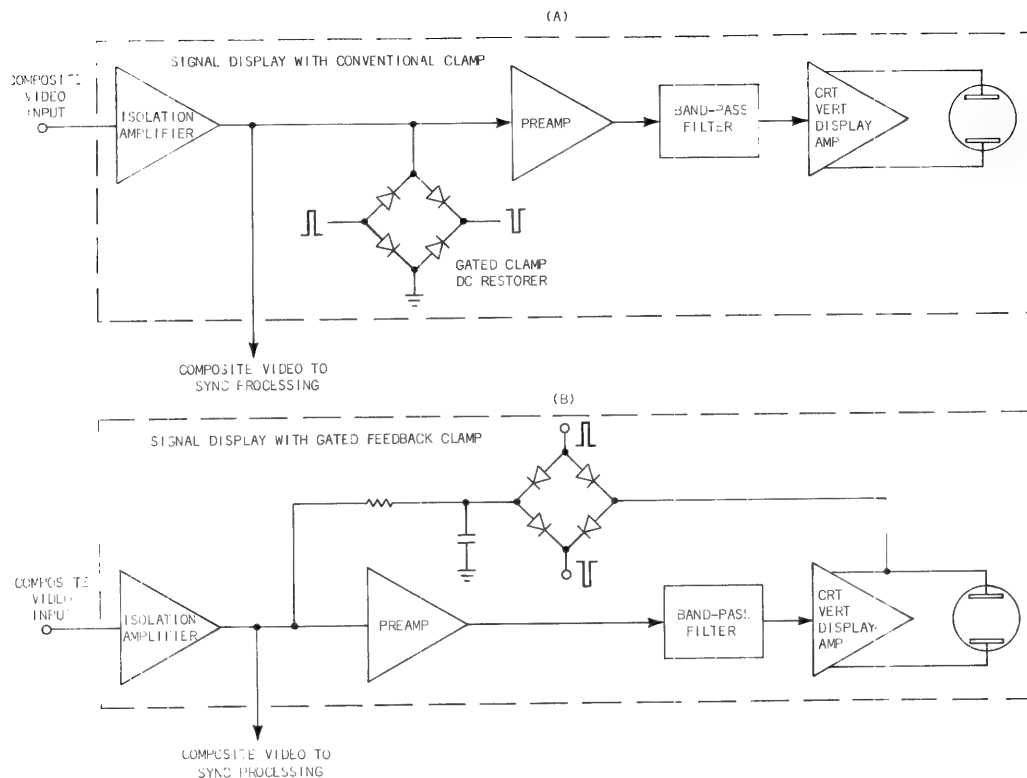 (A)
SIGNAL DISPLAY WITH CONVENTIONAL CLAMP
COMPOSITE
VIDEO
INPUT
ISOLATION
AMPLIFIER
PREAMP
BAND-PASS
FILTER
CRT
VERT
DISPLAY
AMP
GATED CLAMP
DC RESTORER
COMPOSITE VIDEO TO
SYNC PROCESSING
(B)
SIGNAL DISPLAY WITH GATED FEEDBACK CLAMP
COMPOSITE
VIDEO
INPUT
ISOLATION
AMPLIFIER
PREAMP
BAND-PASS
FILTER
CRT
VERT
DISPLAY
AMP
COMPOSITE VIDEO TO
SYNC PROCESSING